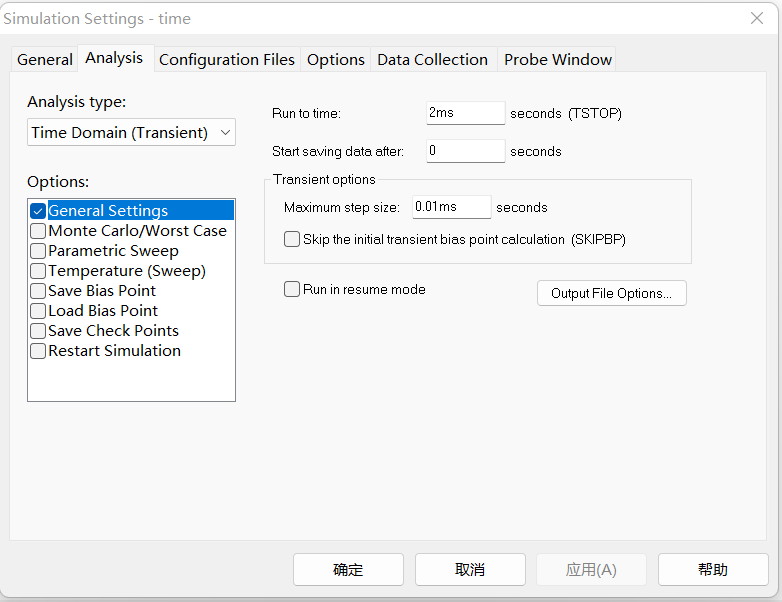 Simulation Settings - time
General Analysis Configuration Files Options Data Collection Probe Window
Analysis type:
Time Domain (Transient)
Options:
General Settings
Monte Carlo/Worst Case
Parametric Sweep
Temperature (Sweep)
Save Bias Point
Load Bias Point
Save Check Points
Restart Simulation
Run to time: 2ms seconds (TSTOP)
Start saving data after: 0 seconds
Transient options
Maximum step size: 0.01ms seconds
Skip the initial transient bias point calculation (SKIPBP)
Run in resume mode
Output File Options...
确定 取消 应用(A) 帮助